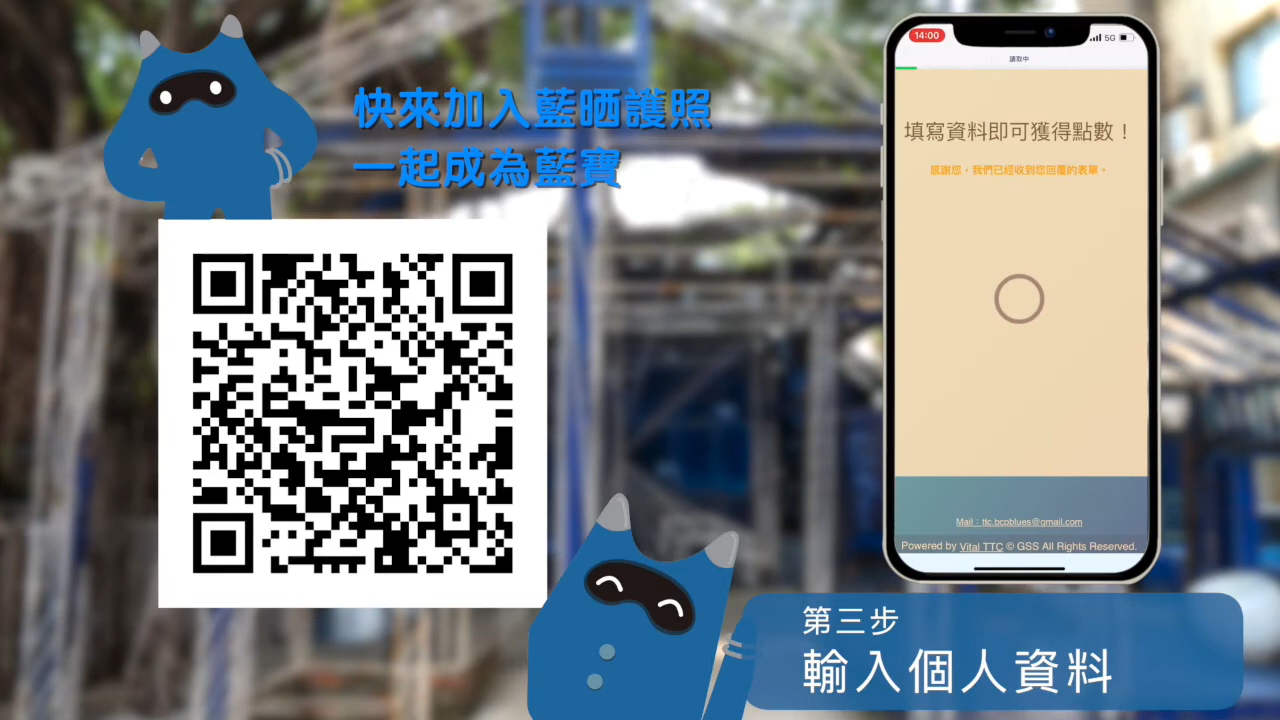 快來加入藍晒護照
一起成為藍寶
14:00
5G
讀取中
填寫資料即可獲得點數！
感謝您，我們已經收到您回覆的表單。
Mail：ttc.bcpblues@gmail.com
Powered by Vital TTC © GSS All Rights Reserved.
第三步
輸入個人資料